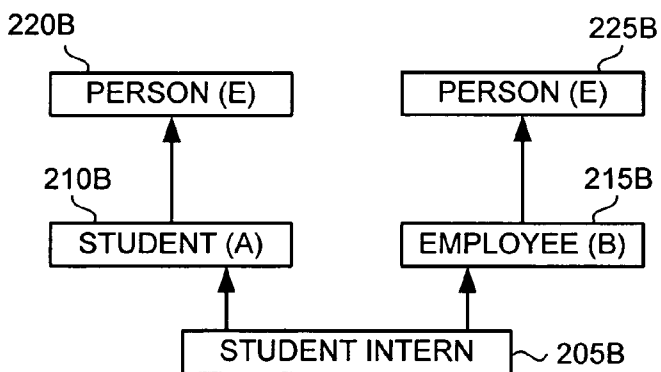 220B
225B
PERSON (E)
PERSON (E)
210B
215B
STUDENT (A)
EMPLOYEE (B)
STUDENT INTERN
205B